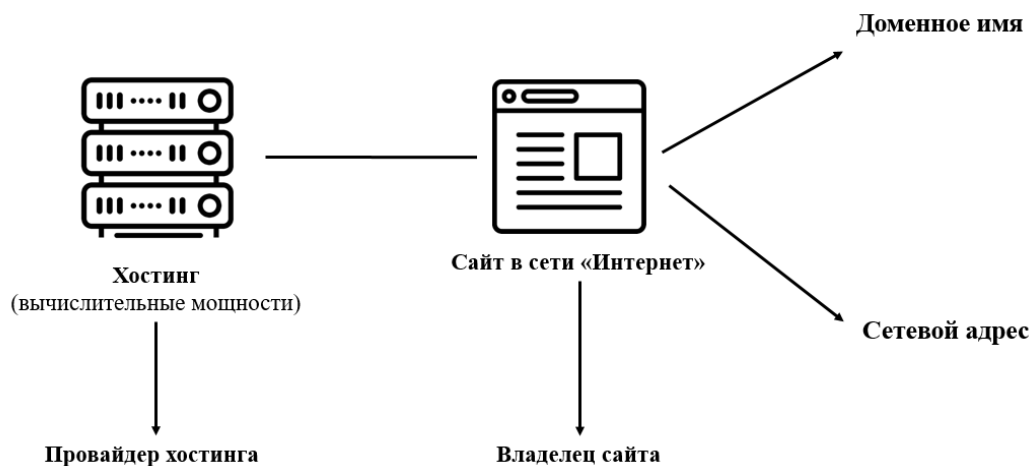 Доменное имя
Хостинг
(вычислительные мощности)
Сайт в сети «Интернет»
Сетевой адрес
Провайдер хостинга
Владелец сайта